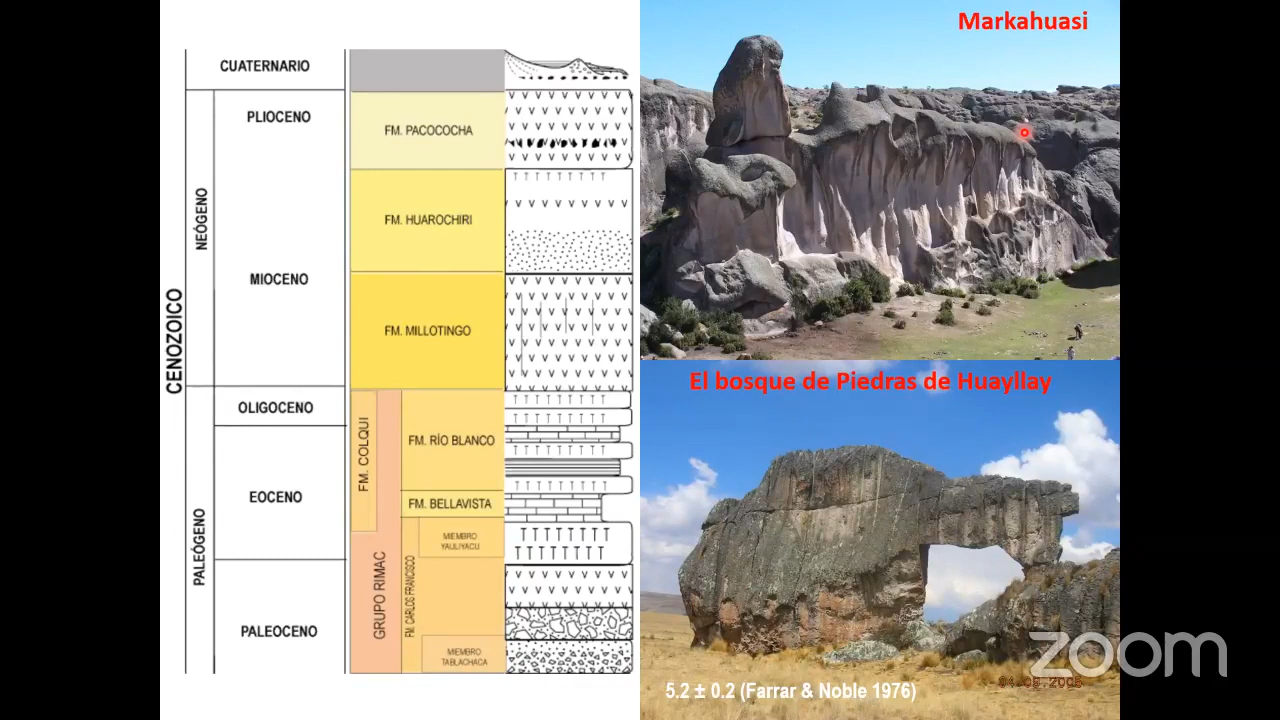 CENOZOICO
NEÓGENO
PALEÓGENO
CUATERNARIO
PLIOCENO
MIOCENO
OLIGOCENO
EOCENO
PALEOCENO
FM. PACOCOCHA
FM. HUAROCHIRI
FM. MILLOTINGO
FM. COLQUI
FM. RÍO BLANCO
FM. BELLAVISTA
GRUPO RIMAC
FM. CARLOS FRANCISCO
MIEMBRO
YAULIYACU
MIEMBRO
TABLACHACA
Markahuasi
El bosque de Piedras de Huayllay
5.2 ± 0.2 (Farrar & Noble 1976)
zoom